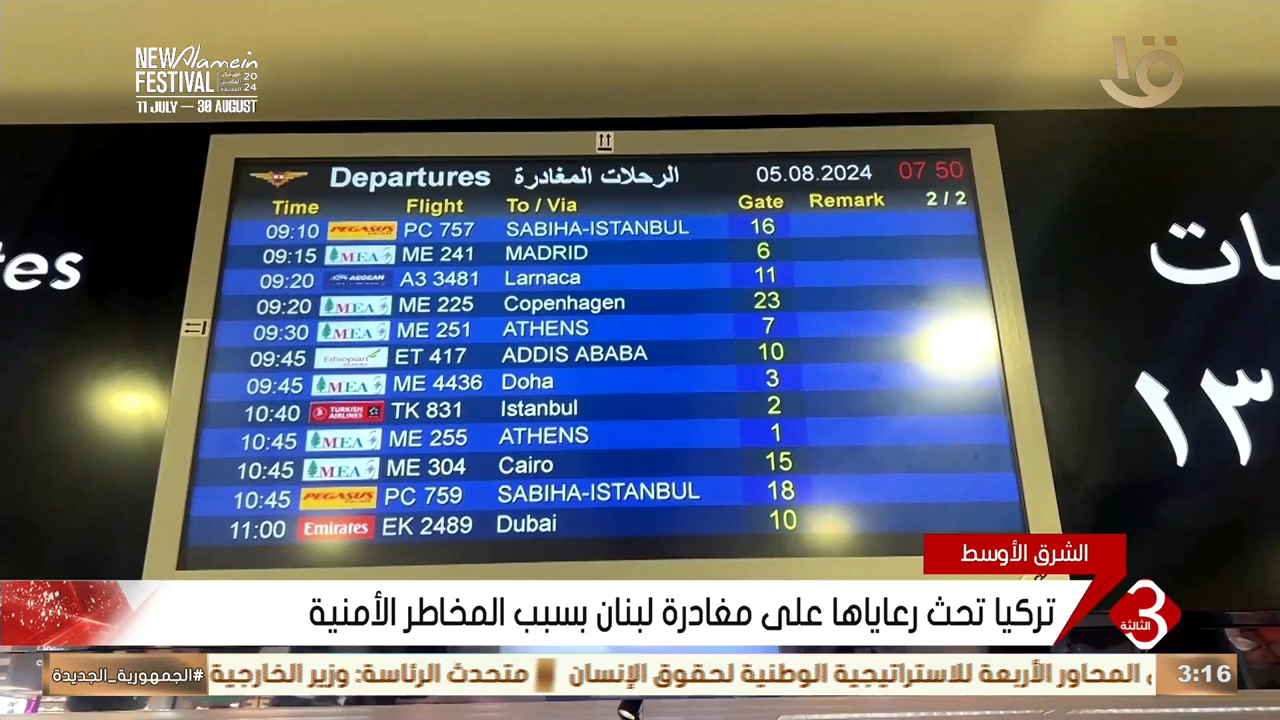 NEW Alamein
FESTIVAL 2024
11 JULY — 30 AUGUST
Departures الرحلات المغادرة 05.08.2024 07 50
Time Flight To / Via Gate Remark 2 / 2
09:10 PEGASUS PC 757 SABIHA-ISTANBUL 16
09:15 MEA ME 241 MADRID 6
09:20 AEGEAN A3 3481 Larnaca 11
09:20 MEA ME 225 Copenhagen 23
09:30 MEA ME 251 ATHENS 7
09:45 Ethiopian ET 417 ADDIS ABABA 10
09:45 MEA ME 4436 Doha 3
10:40 TURKISH AIRLINES TK 831 Istanbul 2
10:45 MEA ME 255 ATHENS 1
10:45 MEA ME 304 Cairo 15
10:45 PEGASUS PC 759 SABIHA-ISTANBUL 18
11:00 Emirates EK 2489 Dubai 10
١٣
الشرق الأوسط
تركيا تحث رعاياها على مغادرة لبنان بسبب المخاطر الأمنية
3 الثالثة
المحاور الأربعة للاستراتيجية الوطنية لحقوق الإنسان متحدث الرئاسة: وزير الخارجية
#الجمهورية_الجديدة
3:16